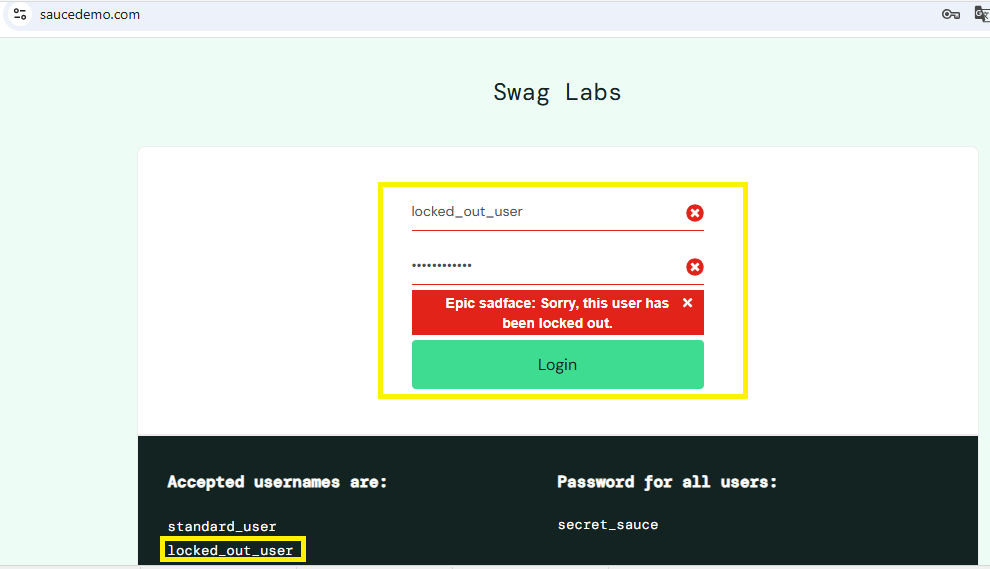 saucedemo.com
Swag Labs
locked_out_user
••••••••••••
Epic sadface: Sorry, this user has
been locked out.
Login
Accepted usernames are:
Password for all users:
standard_user
secret_sauce
locked_out_user